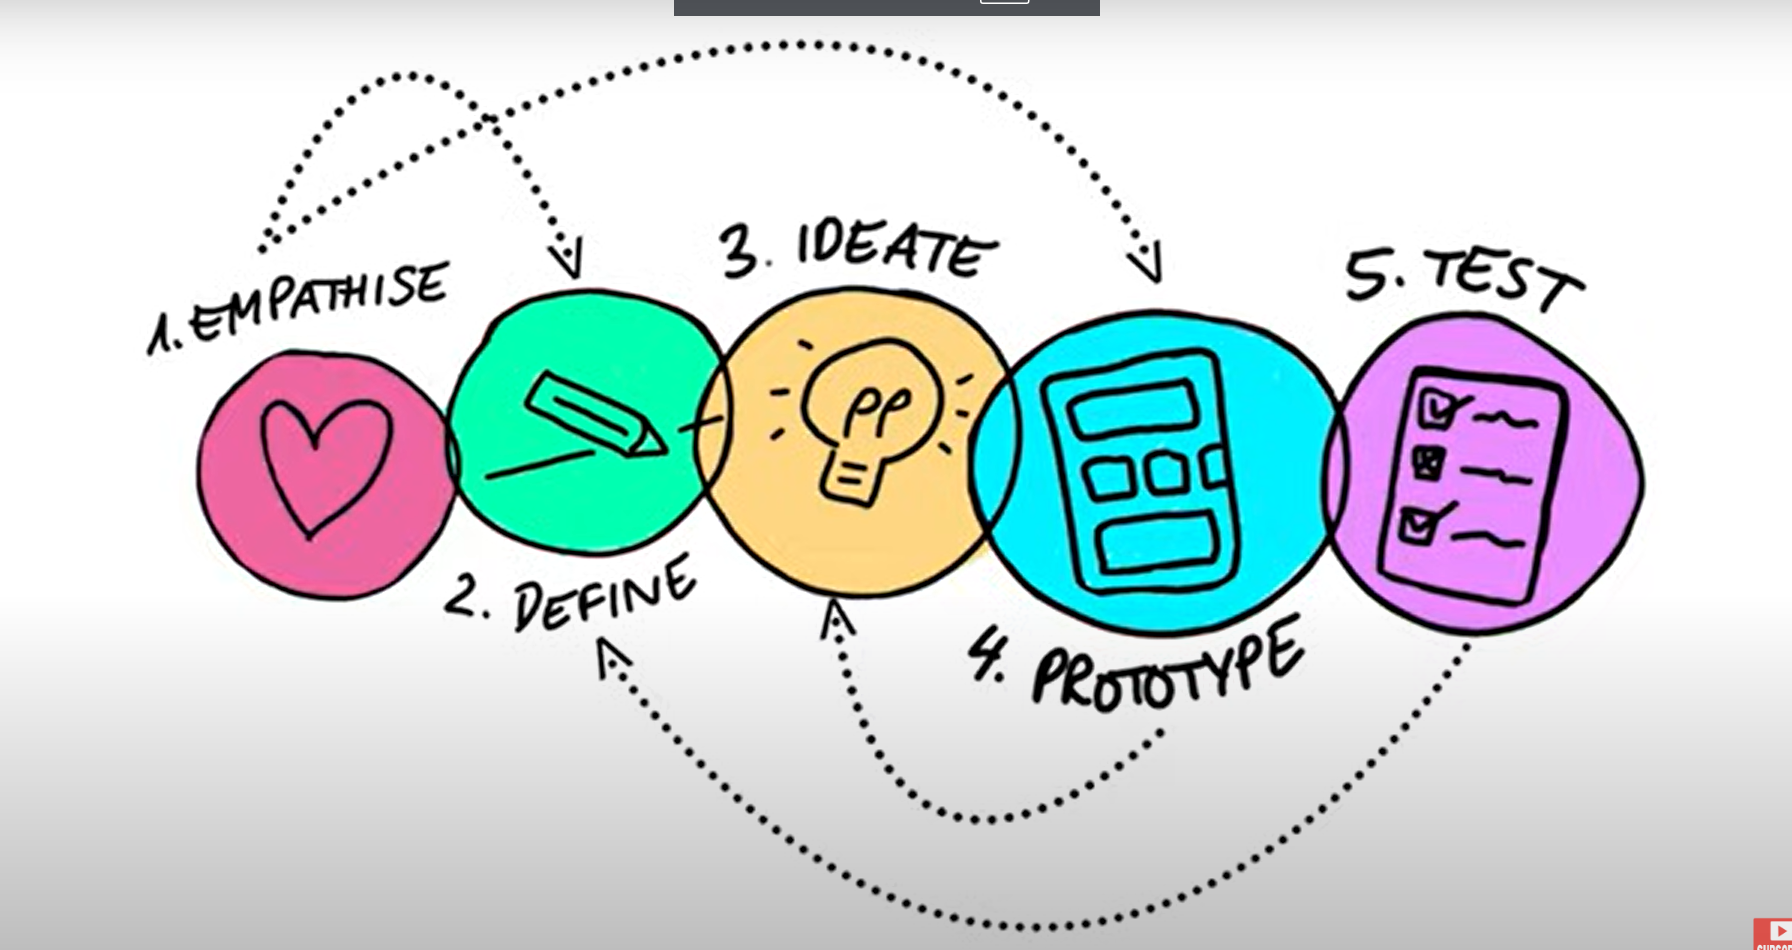 1. EMPATHISE
2. DEFINE
3. IDEATE
4. PROTOTYPE
5. TEST